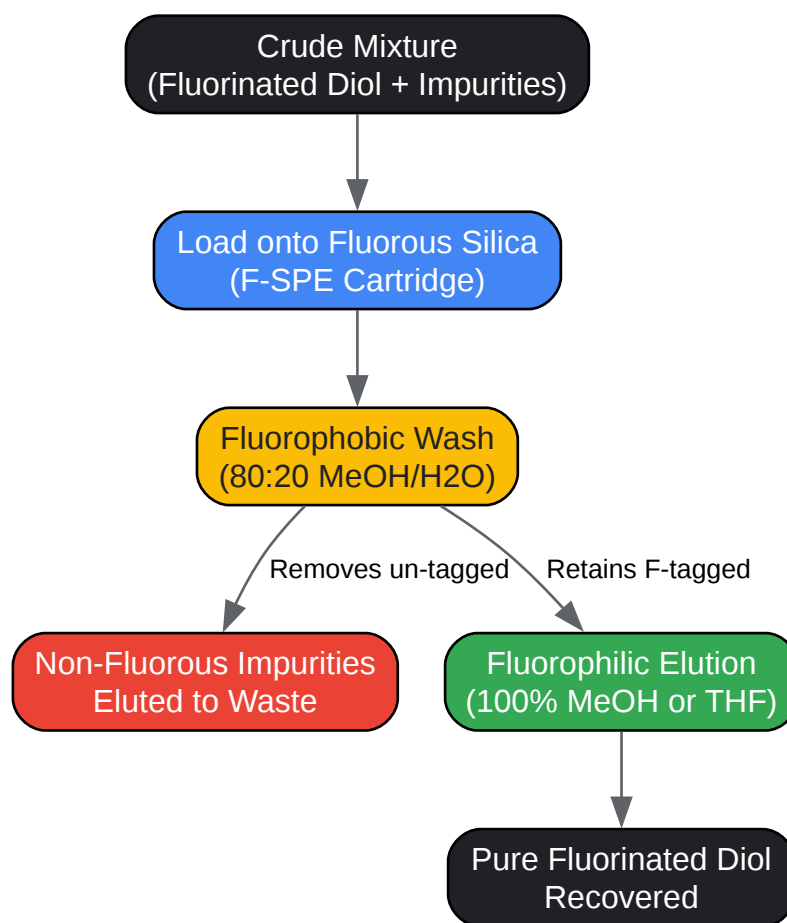 Crude Mixture
(Fluorinated Diol + Impurities)
Load onto Fluorous Silica
(F-SPE Cartridge)
Fluorophobic Wash
(80:20 MeOH/H2O)
Removes un-tagged
Retains F-tagged
Non-Fluorous Impurities
Eluted to Waste
Fluorophilic Elution
(100% MeOH or THF)
Pure Fluorinated Diol
Recovered